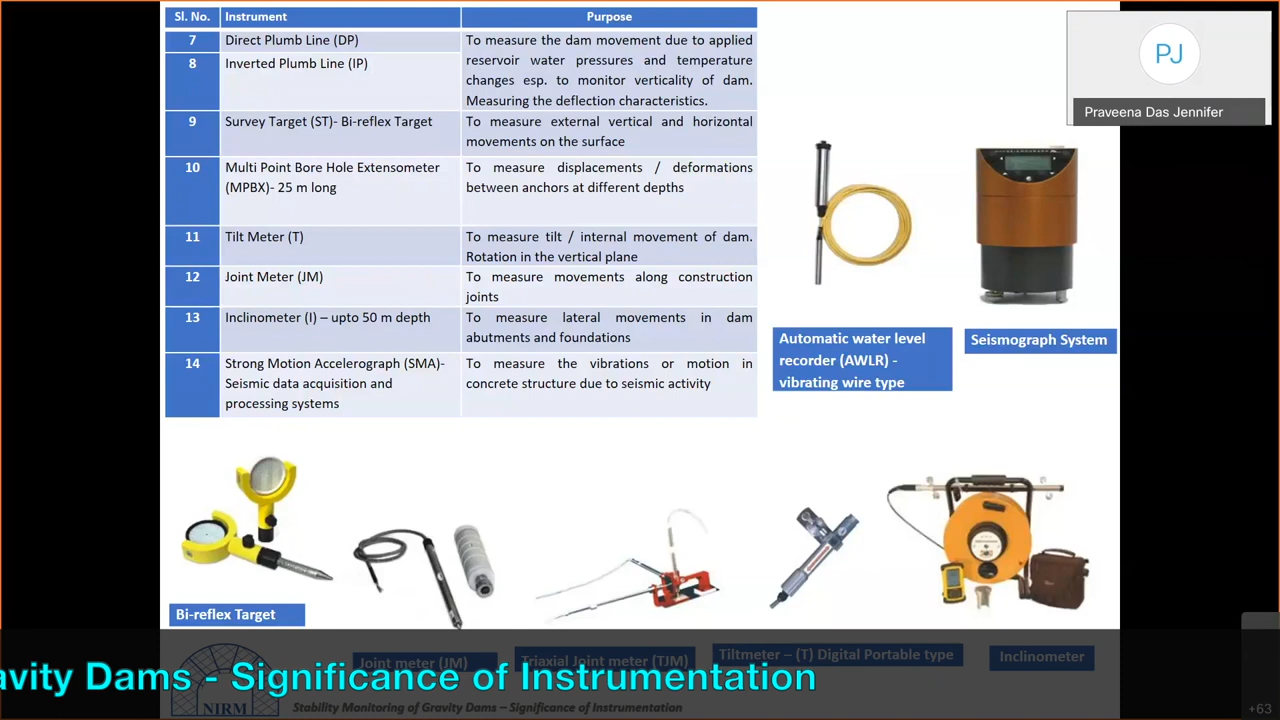 Sl. No. Instrument Purpose
7 Direct Plumb Line (DP) To measure the dam movement due to applied
8 Inverted Plumb Line (IP) reservoir water pressures and temperature
changes esp. to monitor verticality of dam.
Measuring the deflection characteristics.
9 Survey Target (ST)- Bi-reflex Target To measure external vertical and horizontal
movements on the surface
10 Multi Point Bore Hole Extensometer To measure displacements / deformations
(MPBX)- 25 m long between anchors at different depths
11 Tilt Meter (T) To measure tilt / internal movement of dam.
Rotation in the vertical plane
12 Joint Meter (JM) To measure movements along construction
joints
13 Inclinometer (I) – upto 50 m depth To measure lateral movements in dam
abutments and foundations
14 Strong Motion Accelerograph (SMA)- To measure the vibrations or motion in
Seismic data acquisition and concrete structure due to seismic activity
processing systems
PJ
Praveena Das Jennifer
Automatic water level
recorder (AWLR) -
vibrating wire type
Seismograph System
Bi-reflex Target
Joint meter (JM)
Triaxial Joint meter (TJM)
Tiltmeter – (T) Digital Portable type
Inclinometer
avity Dams - Significance of Instrumentation
NIRM
Stability Monitoring of Gravity Dams – Significance of Instrumentation
+63